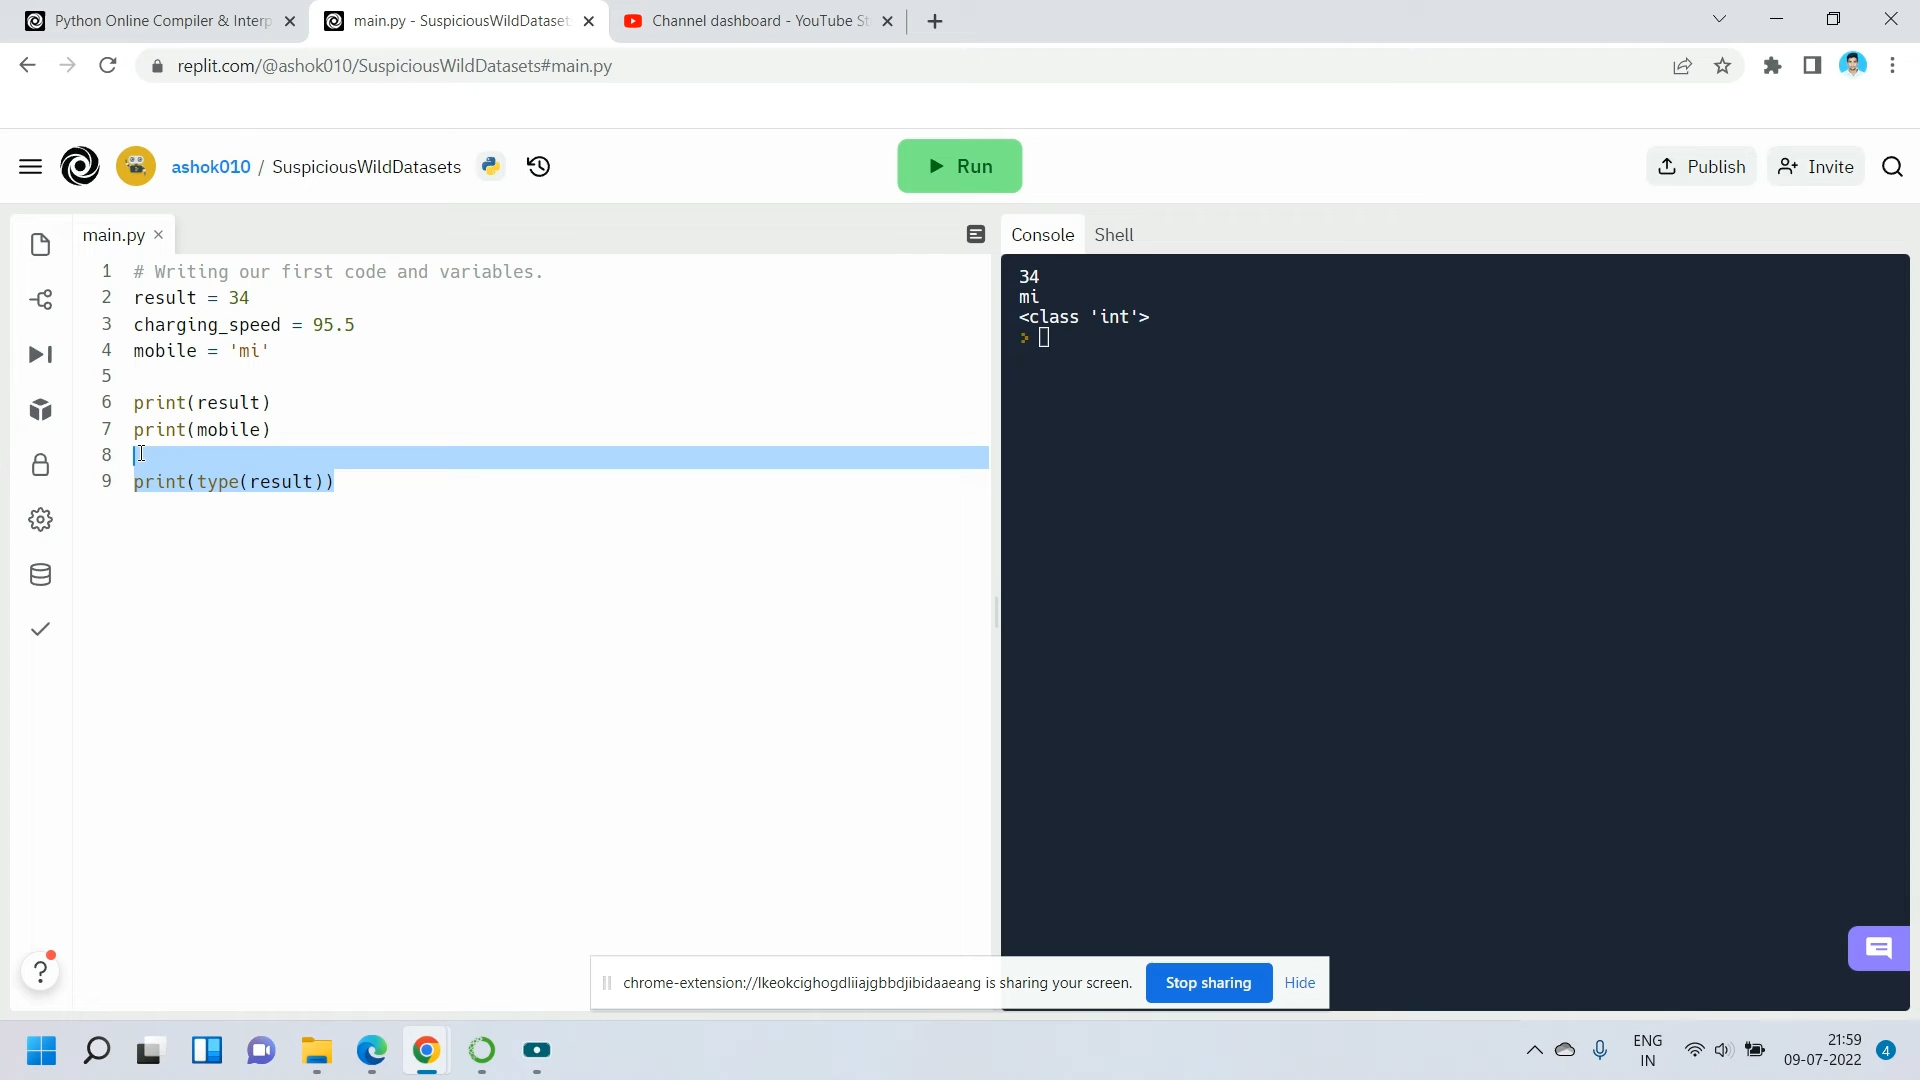 Python Online Compiler & Interp
main.py - SuspiciousWildDataset
Channel dashboard - YouTube St
replit.com/@ashok010/SuspiciousWildDatasets#main.py
ashok010 / SuspiciousWildDatasets
Run
Publish
Invite
main.py
Console
Shell
1 # Writing our first code and variables.
2 result = 34
3 charging_speed = 95.5
4 mobile = 'mi'
5
6 print(result)
7 print(mobile)
8
9 print(type(result))
34
mi
<class 'int'>
?
chrome-extension://lkeokcighogdliiajgbbdjibidaaeang is sharing your screen.
Stop sharing
Hide
ENG
IN
21:59
09-07-2022
4